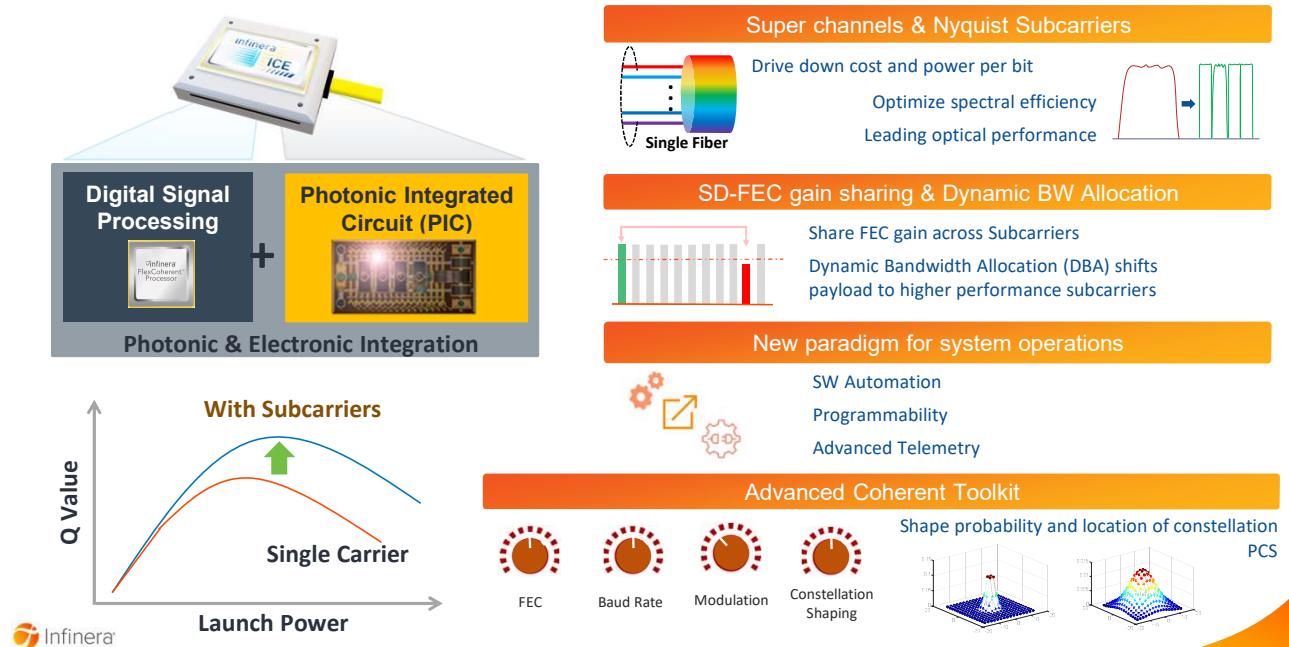 infinera
ICE
Digital Signal
Processing
infinera
FlexCoherent
Processor
+
Photonic Integrated
Circuit (PIC)
Photonic & Electronic Integration
With Subcarriers
Q Value
Single Carrier
Launch Power
Infinera
Super channels & Nyquist Subcarriers
Drive down cost and power per bit
Optimize spectral efficiency
Leading optical performance
Single Fiber
SD-FEC gain sharing & Dynamic BW Allocation
Share FEC gain across Subcarriers
Dynamic Bandwidth Allocation (DBA) shifts
payload to higher performance subcarriers
New paradigm for system operations
SW Automation
Programmability
Advanced Telemetry
Advanced Coherent Toolkit
Shape probability and location of constellation
PCS
FEC
Baud Rate
Modulation
Constellation
Shaping